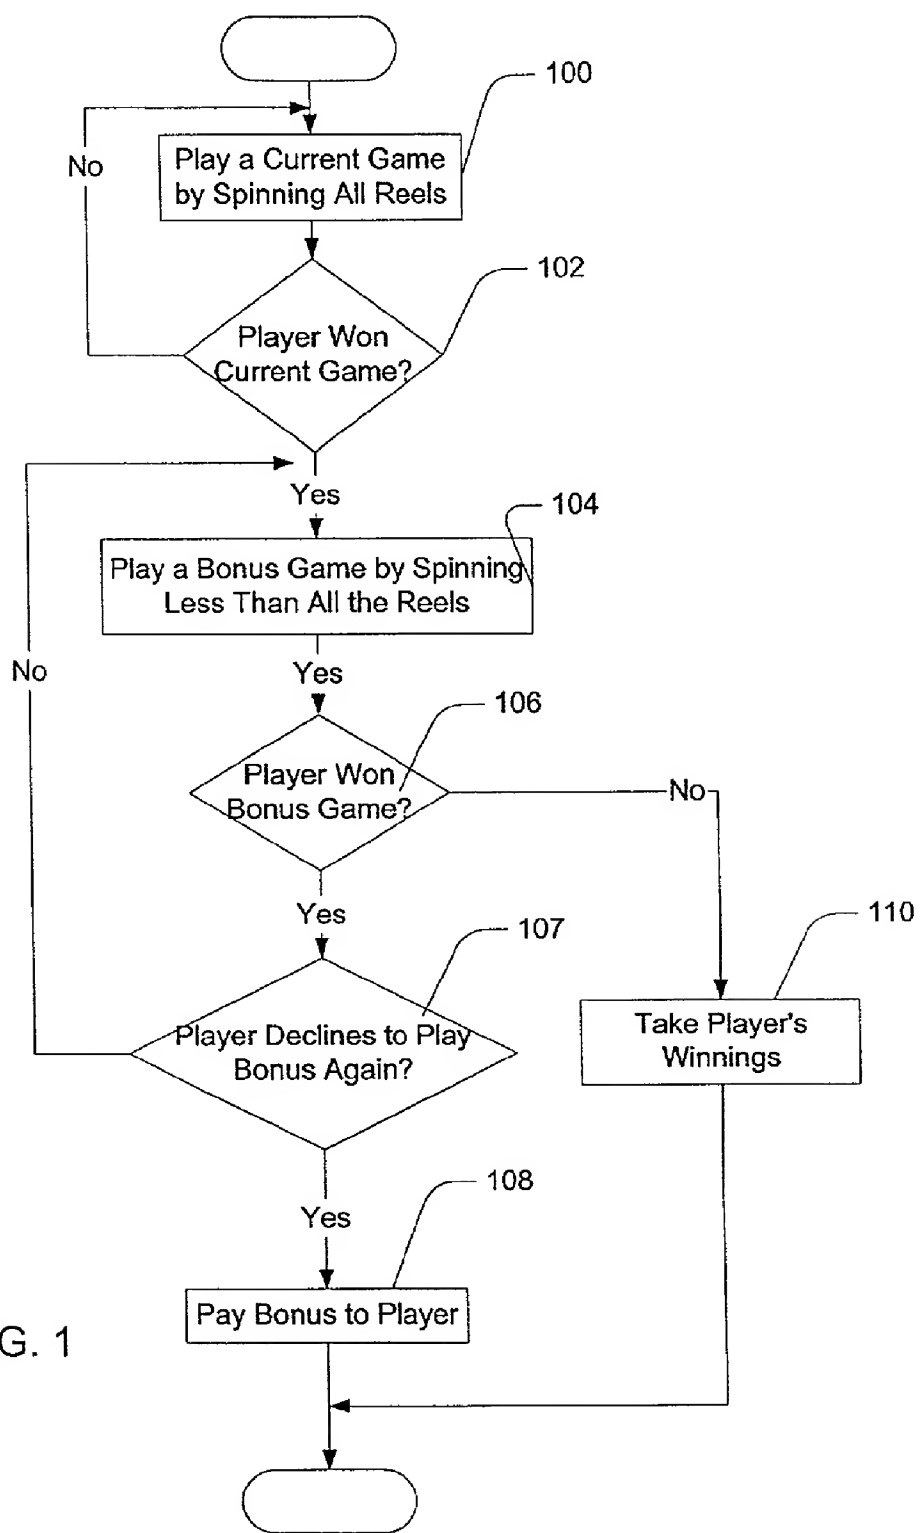 100
No
Play a Current Game
by Spinning All Reels
102
Player Won
Current Game?
Yes
104
Play a Bonus Game by Spinning
Less Than All the Reels
No
Yes
106
Player Won
Bonus Game?
No
Yes
107
110
Player Declines to Play
Bonus Again?
Take Player's
Winnings
108
Yes
Pay Bonus to Player
G. 1